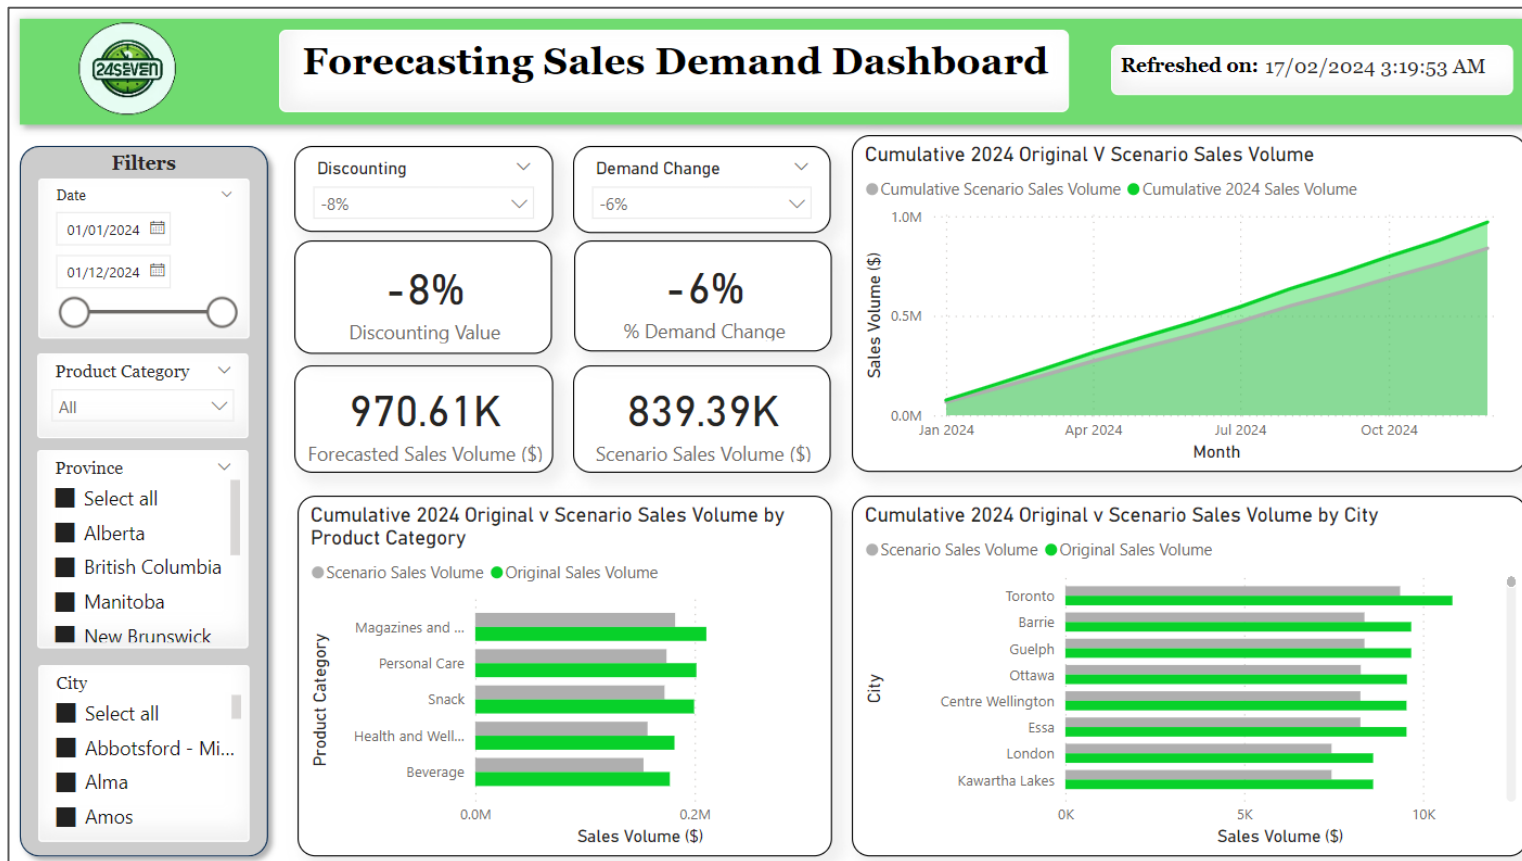 24SEVEN
Forecasting Sales Demand Dashboard
Refreshed on: 17/02/2024 3:19:53 AM
Filters
Date
01/01/2024
01/12/2024
Product Category
All
Province
Select all
Alberta
British Columbia
Manitoba
New Brunswick
City
Select all
Abbotsford - Mi...
Alma
Amos
Discounting
-8%
Demand Change
-6%
-8%
Discounting Value
-6%
% Demand Change
970.61K
Forecasted Sales Volume ($)
839.39K
Scenario Sales Volume ($)
Cumulative 2024 Original V Scenario Sales Volume
Cumulative Scenario Sales Volume Cumulative 2024 Sales Volume
Sales Volume ($)
1.0M
0.5M
0.0M
Jan 2024 Apr 2024 Jul 2024 Oct 2024
Month
Cumulative 2024 Original v Scenario Sales Volume by
Product Category
Scenario Sales Volume Original Sales Volume
Product Category
Magazines and ...
Personal Care
Snack
Health and Well...
Beverage
0.0M 0.2M
Sales Volume ($)
Cumulative 2024 Original v Scenario Sales Volume by City
Scenario Sales Volume Original Sales Volume
City
Toronto
Barrie
Guelph
Ottawa
Centre Wellington
Essa
London
Kawartha Lakes
0K 5K 10K
Sales Volume ($)